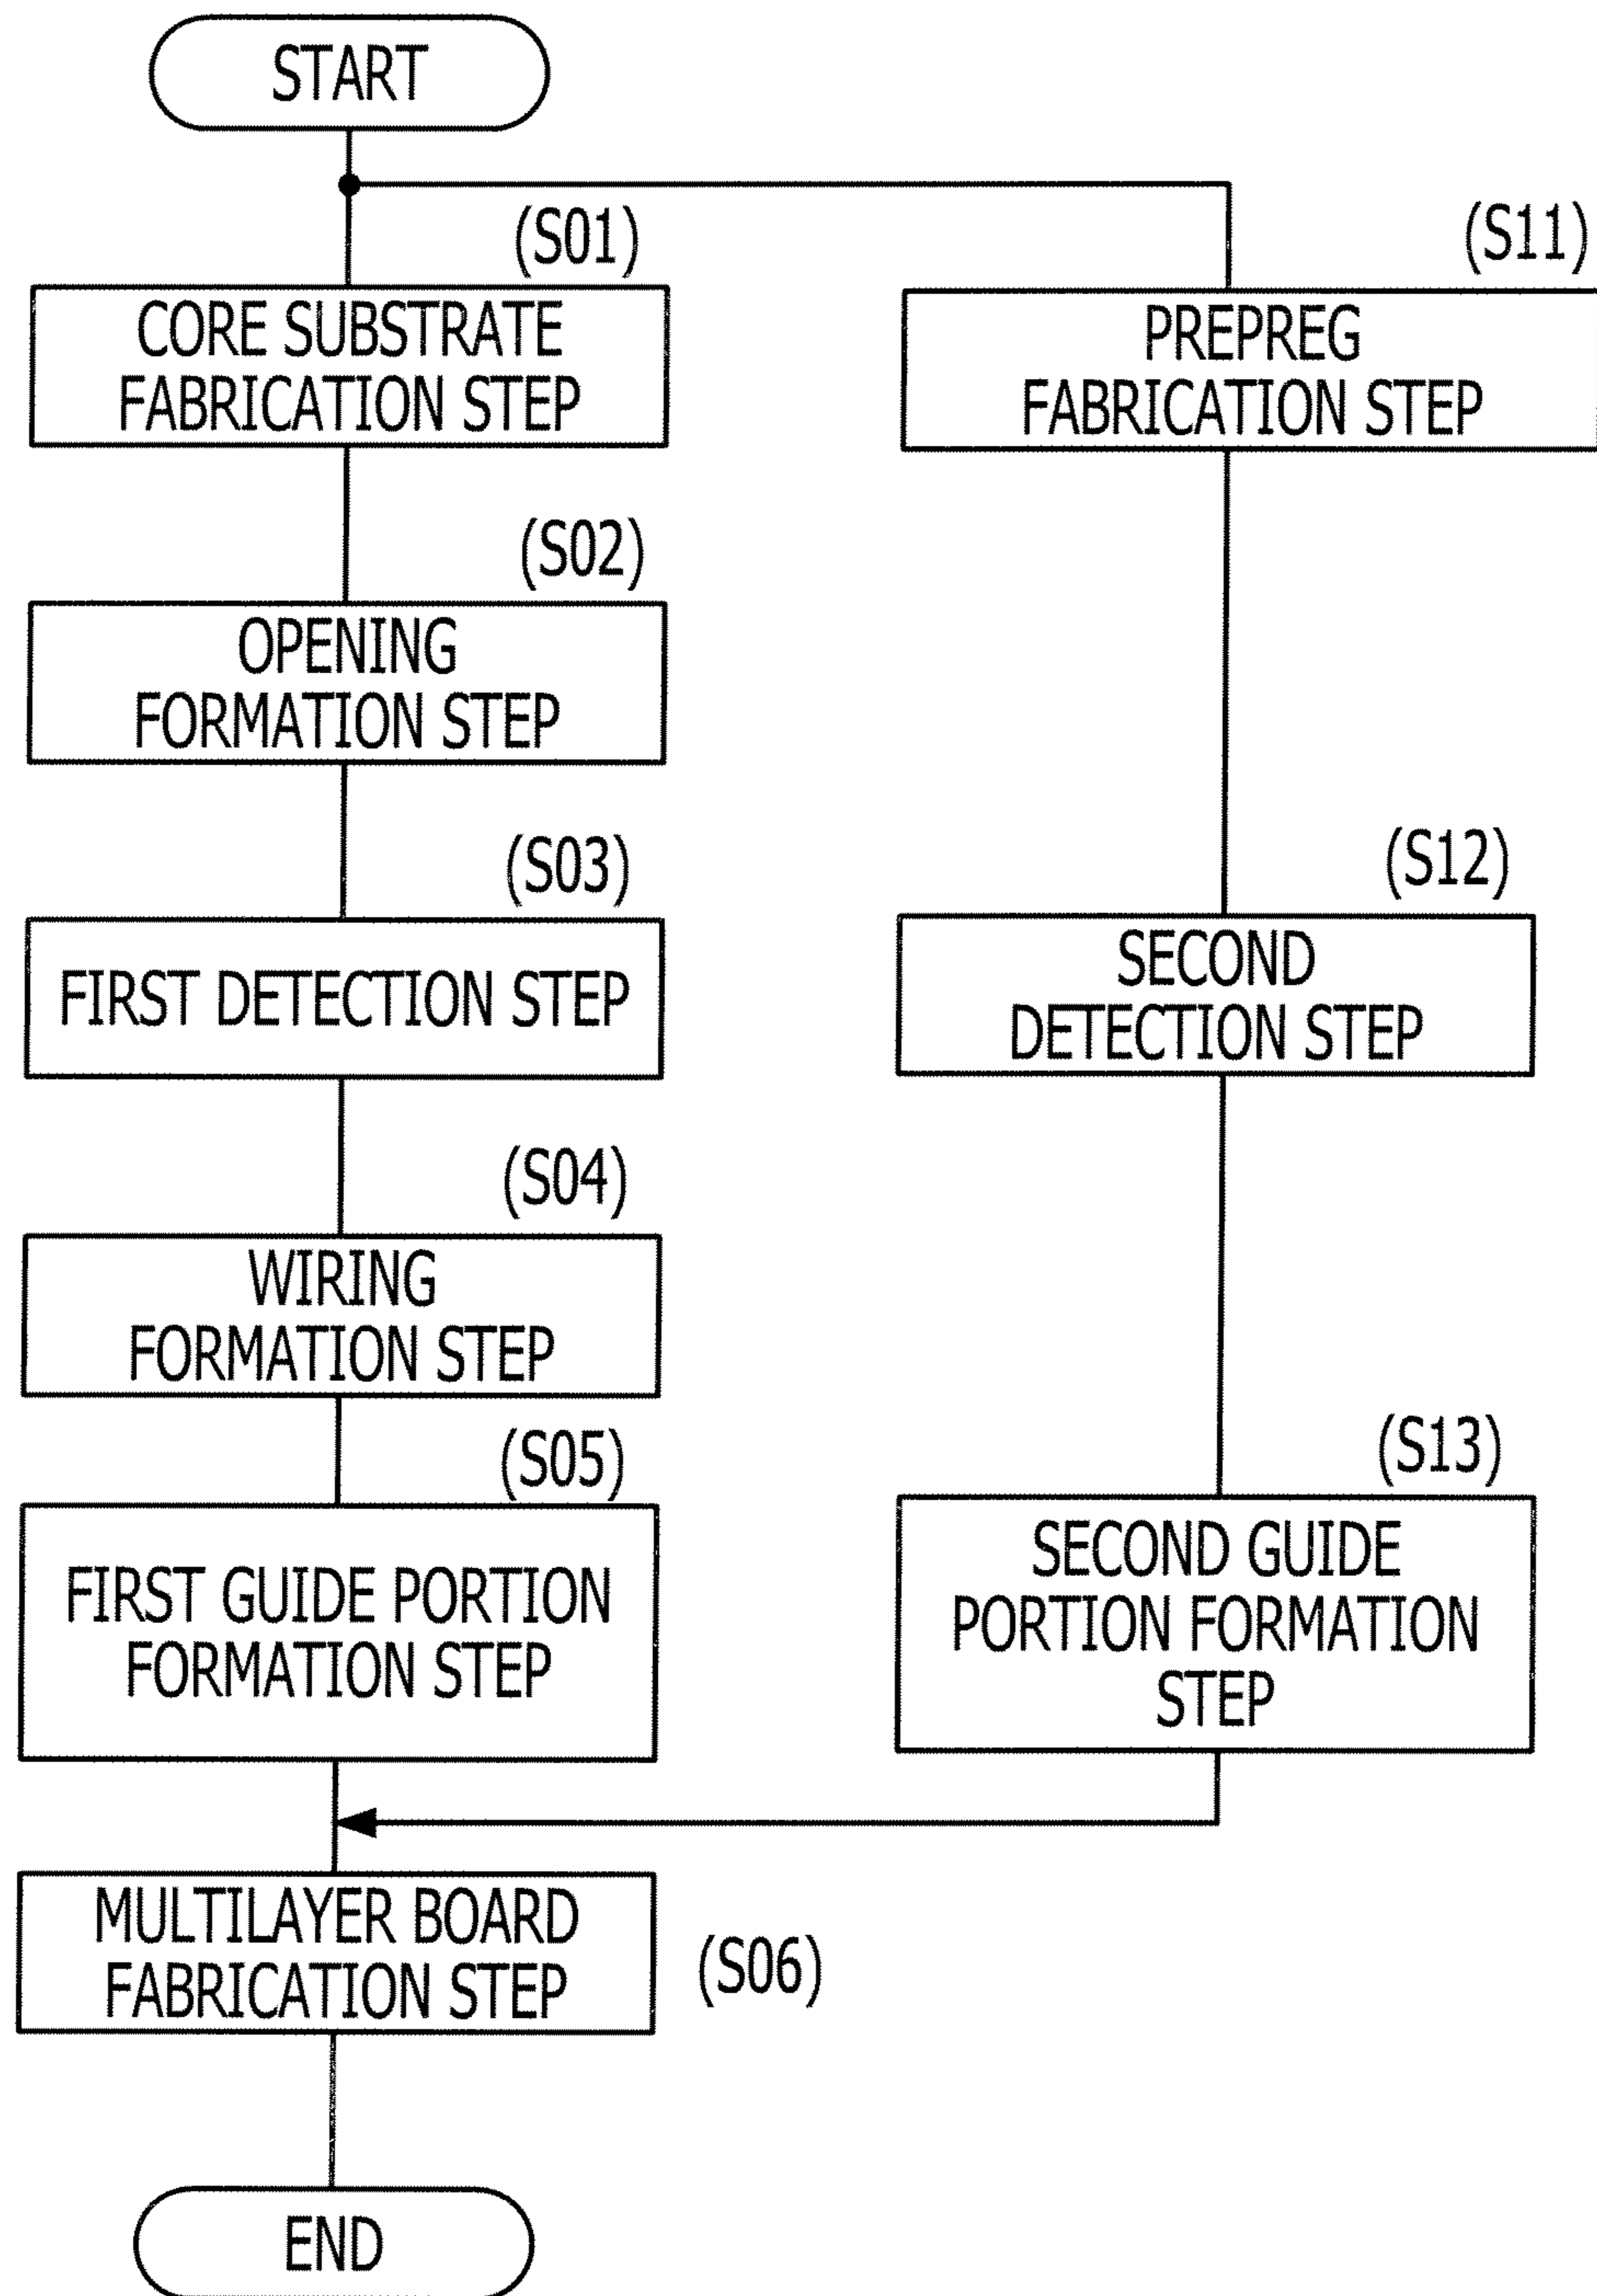 START
(S01)
CORE SUBSTRATE
FABRICATION STEP
(S02)
OPENING
FORMATION STEP
(S03)
FIRST DETECTION STEP
(S04)
WIRING
FORMATION STEP
(S05)
FIRST GUIDE PORTION
FORMATION STEP
(S11)
PREPREG
FABRICATION STEP
(S12)
SECOND
DETECTION STEP
(S13)
SECOND GUIDE
PORTION FORMATION
STEP
MULTILAYER BOARD
FABRICATION STEP
(S06)
END